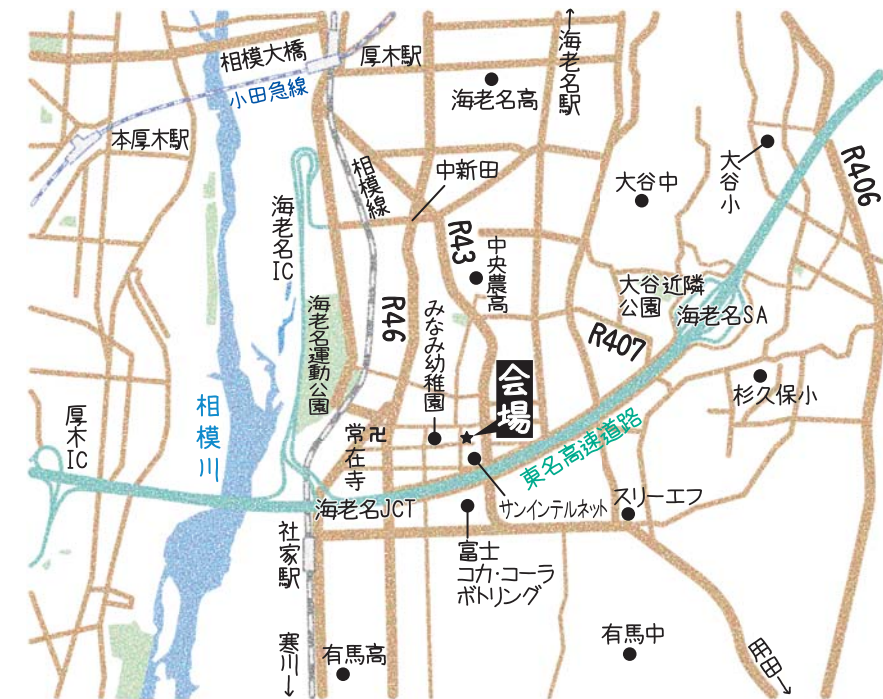 相模大橋
厚木駅
海老名駅
小田急線
海老名高
本厚木駅
相模線
中新田
大谷中
大谷小
R406
海老名IC
R43
中央農高
大谷近隣
公園
海老名SA
海老名運動公園
R46
みなみ幼稚園
R407
会場
杉久保小
相模川
厚木
IC
常在寺
卍
東名高速道路
海老名JCT
サンインテルネット
スリーエフ
社家駅
富士
コカ・コーラ
ボトリング
寒川
有馬高
有馬中
用田